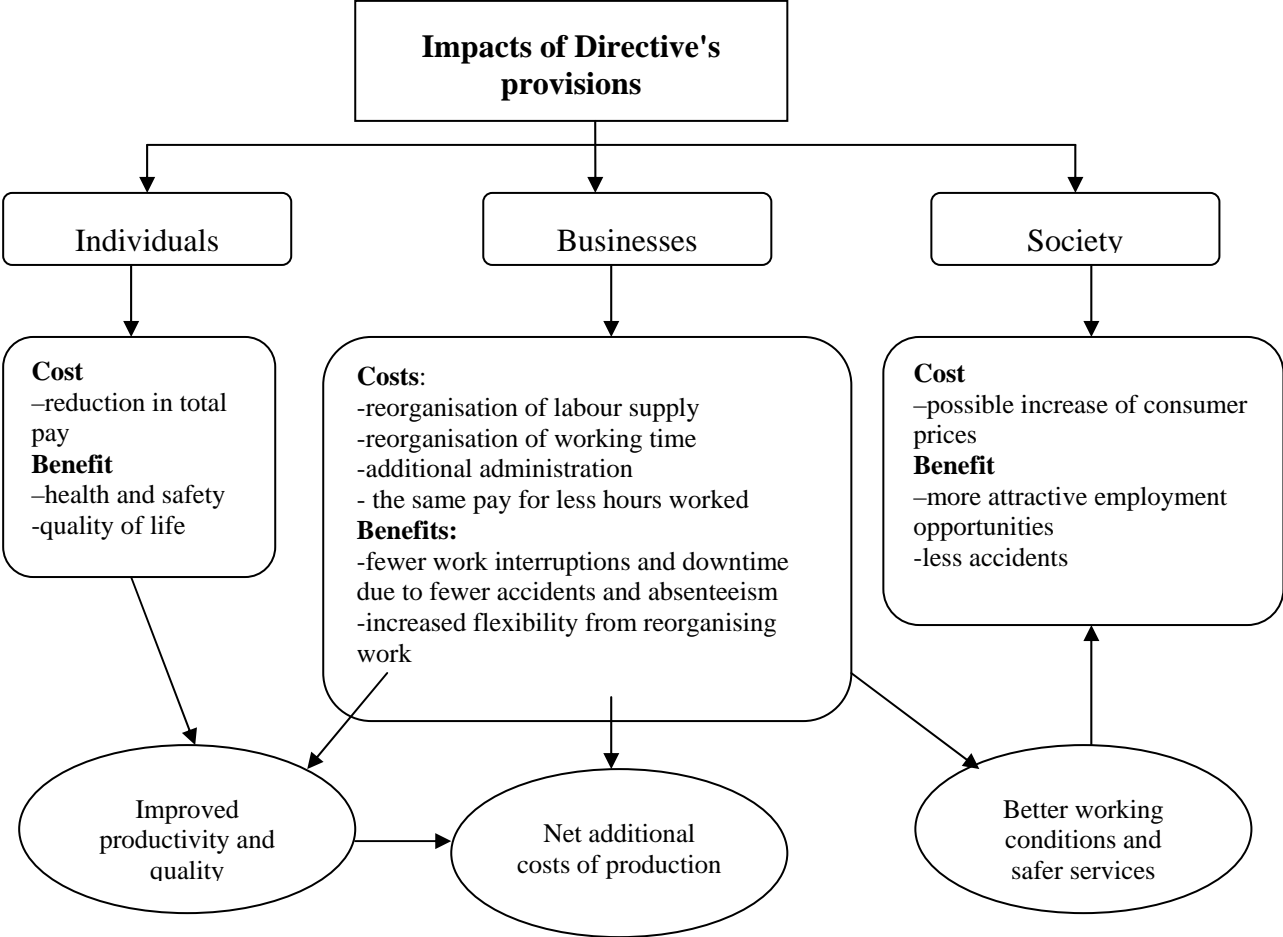 Impacts of Directive's
provisions
Individuals
Businesses
Society
Cost
–reduction in total
pay
Benefit
–health and safety
-quality of life
Costs:
-reorganisation of labour supply
-reorganisation of working time
-additional administration
- the same pay for less hours worked
Benefits:
-fewer work interruptions and downtime
due to fewer accidents and absenteeism
-increased flexibility from reorganising
work
Cost
–possible increase of consumer
prices
Benefit
–more attractive employment
opportunities
-less accidents
Improved
productivity and
quality
Net additional
costs of production
Better working
conditions and
safer services